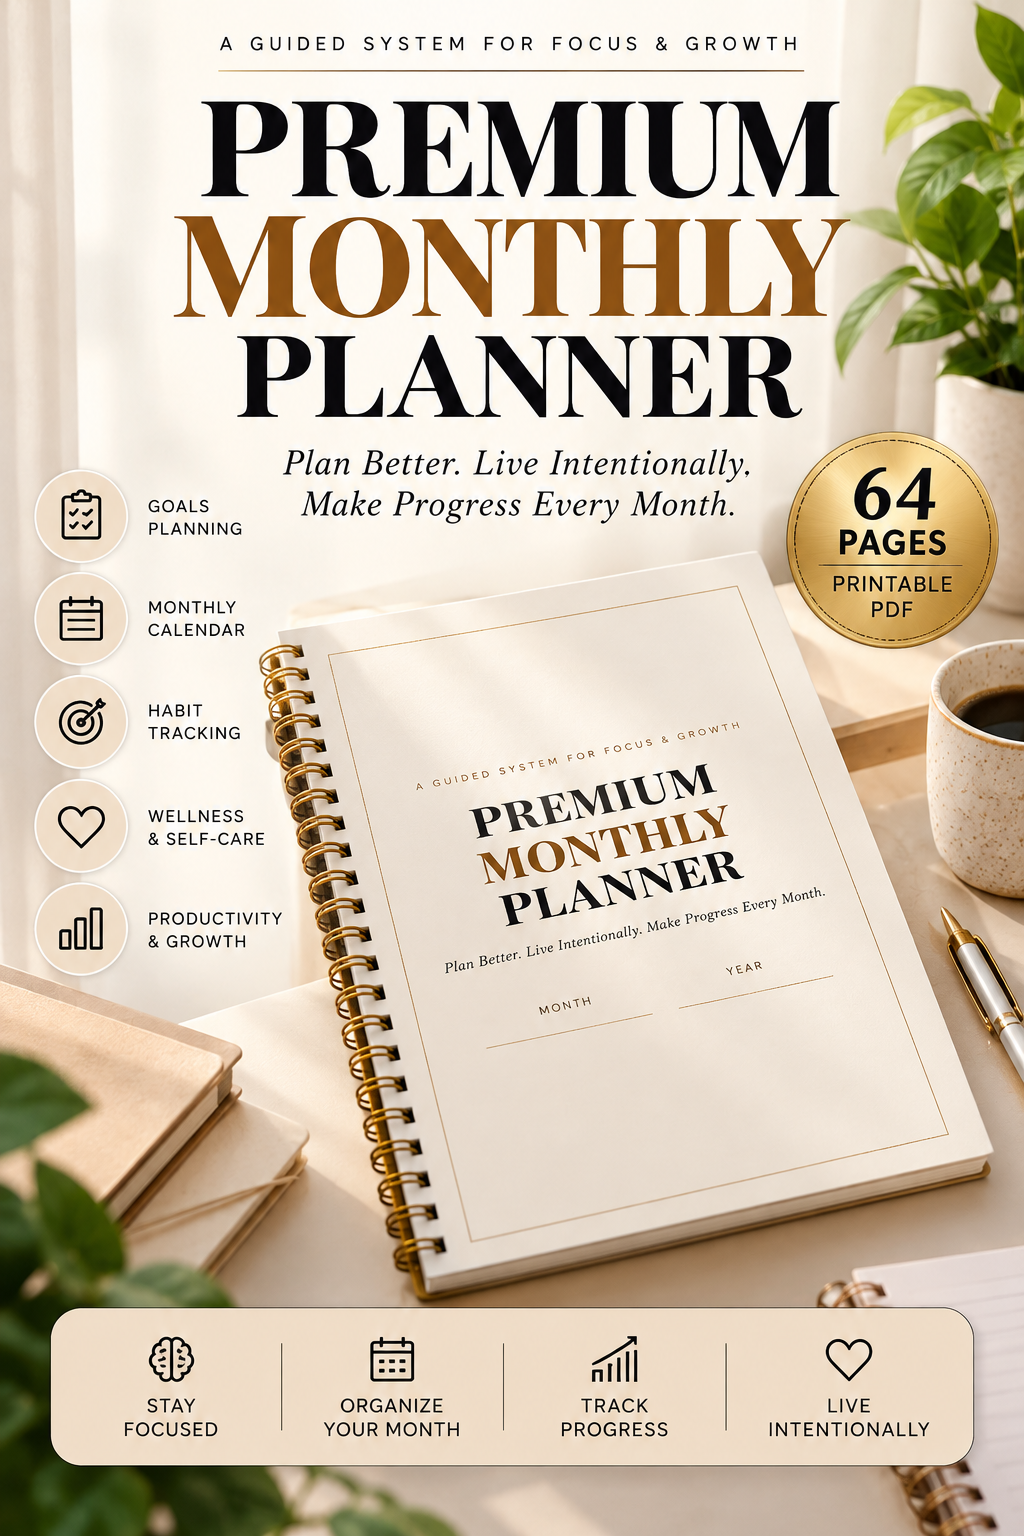 A GUIDED SYSTEM FOR FOCUS & GROWTH
PREMIUM
MONTHLY
PLANNER
Plan Better. Live Intentionally,
Make Progress Every Month.
GOALS
PLANNING
MONTHLY
CALENDAR
HABIT
TRACKING
WELLNESS
& SELF-CARE
PRODUCTIVITY
& GROWTH
64
PAGES
PRINTABLE
PDF
A GUIDED SYSTEM FOR FOCUS & GROWTH
PREMIUM
MONTHLY
PLANNER
Plan Better. Live Intentionally. Make Progress Every Month.
MONTH
YEAR
STAY
FOCUSED
ORGANIZE
YOUR MONTH
TRACK
PROGRESS
LIVE
INTENTIONALLY